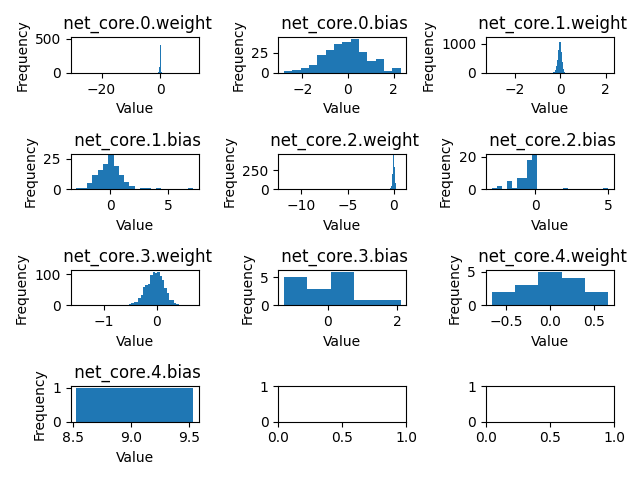 net_core.0.weight
net_core.0.bias
net_core.1.weight
Frequency
500
0
−20
0
Value
Frequency
25
0
−2
0
2
Value
Frequency
1000
0
−2
0
2
Value
net_core.1.bias
net_core.2.weight
net_core.2.bias
Frequency
25
0
0
5
Value
Frequency
250
0
−10
−5
0
Value
Frequency
20
0
0
5
Value
net_core.3.weight
net_core.3.bias
net_core.4.weight
Frequency
100
0
−1
0
Value
Frequency
5
0
0
2
Value
Frequency
5
0
−0.5
0.0
0.5
Value
net_core.4.bias
Frequency
1
0
8.5
9.0
9.5
Value
1
0
0.0
0.5
1.0
1
0
0.0
0.5
1.0